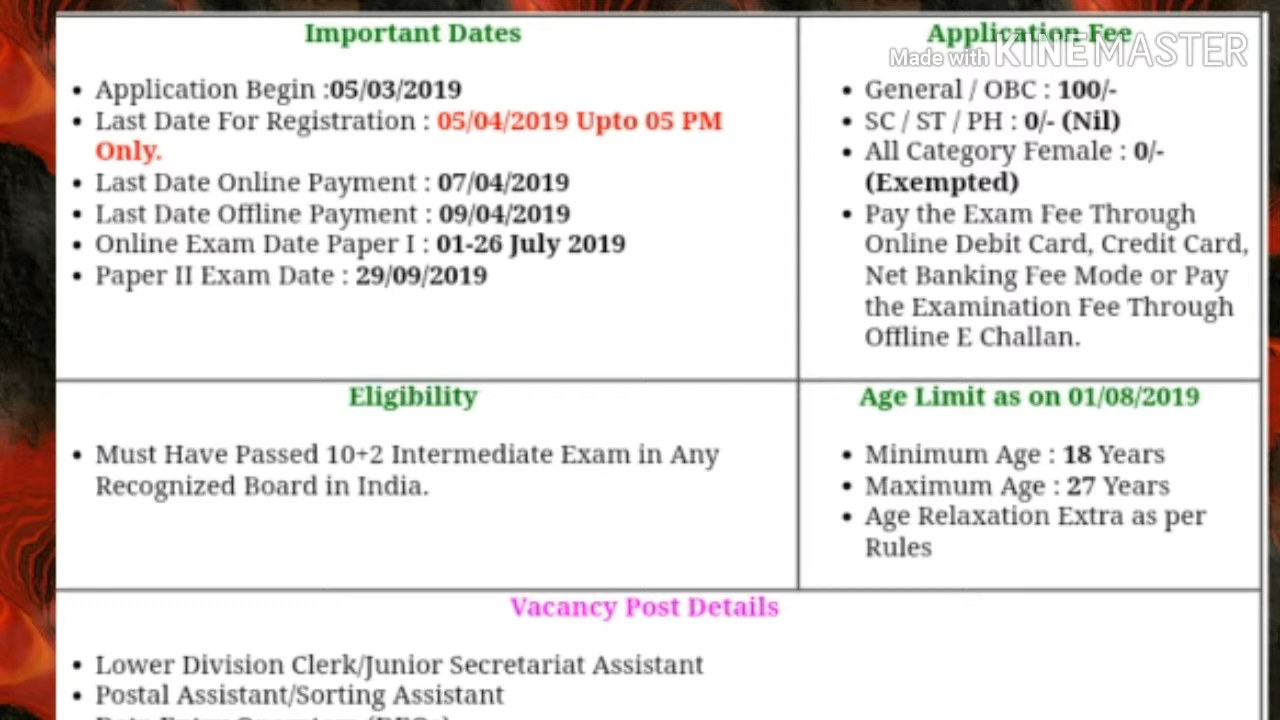 Important Dates
• Application Begin :05/03/2019
• Last Date For Registration : 05/04/2019 Upto 05 PM
Only.
• Last Date Online Payment : 07/04/2019
• Last Date Offline Payment : 09/04/2019
• Online Exam Date Paper I : 01-26 July 2019
• Paper II Exam Date : 29/09/2019
Application Fee
Made with KINEMASTER
• General / OBC : 100/-
• SC / ST / PH : 0/- (Nil)
• All Category Female : 0/-
(Exempted)
• Pay the Exam Fee Through
Online Debit Card, Credit Card,
Net Banking Fee Mode or Pay
the Examination Fee Through
Offline E Challan.
Eligibility
• Must Have Passed 10+2 Intermediate Exam in Any
Recognized Board in India.
Age Limit as on 01/08/2019
• Minimum Age : 18 Years
• Maximum Age : 27 Years
• Age Relaxation Extra as per
Rules
Vacancy Post Details
• Lower Division Clerk/Junior Secretariat Assistant
• Postal Assistant/Sorting Assistant